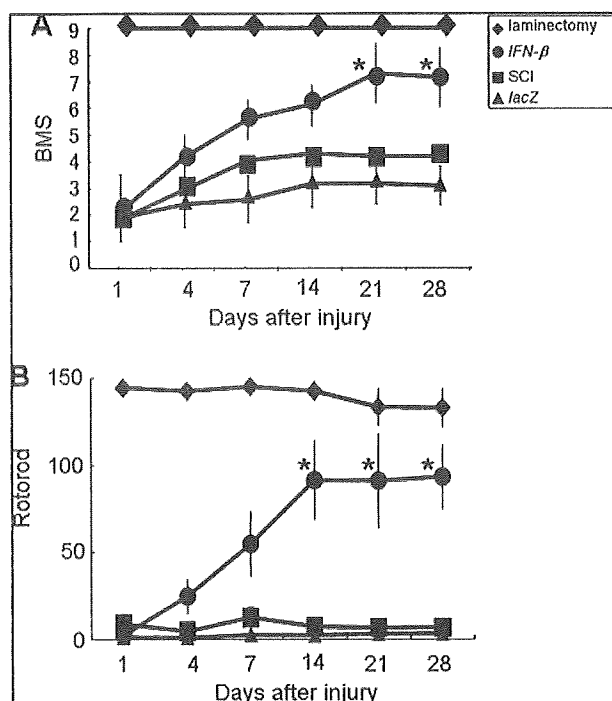 A
9
8
7
6
5
4
3
2
1
0
BMS
* *
1 4 7 14 21 28
Days after injury
laminectomy
IFN-β
SCI
lacZ
B
150
100
50
0
Rotorod
* * *
1 4 7 14 21 28
Days after injury